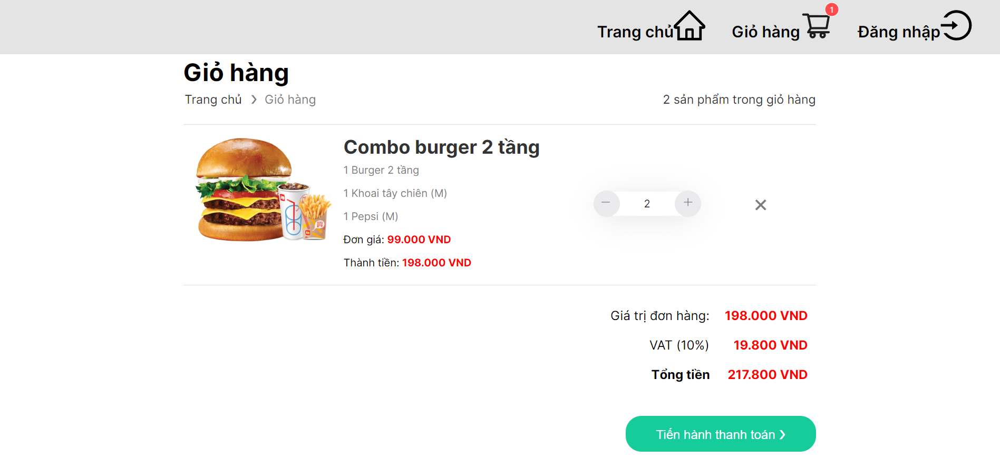 1
Trang chủ
Giỏ hàng
Đăng nhập
Giỏ hàng
Trang chủ › Giỏ hàng
2 sản phẩm trong giỏ hàng
Combo burger 2 tầng
1 Burger 2 tầng
1 Khoai tây chiên (M)
1 Pepsi (M)
Đơn giá: 99.000 VND
Thành tiền: 198.000 VND
− 2 +
×
Giá trị đơn hàng: 198.000 VND
VAT (10%) 19.800 VND
Tổng tiền 217.800 VND
Tiến hành thanh toán ›